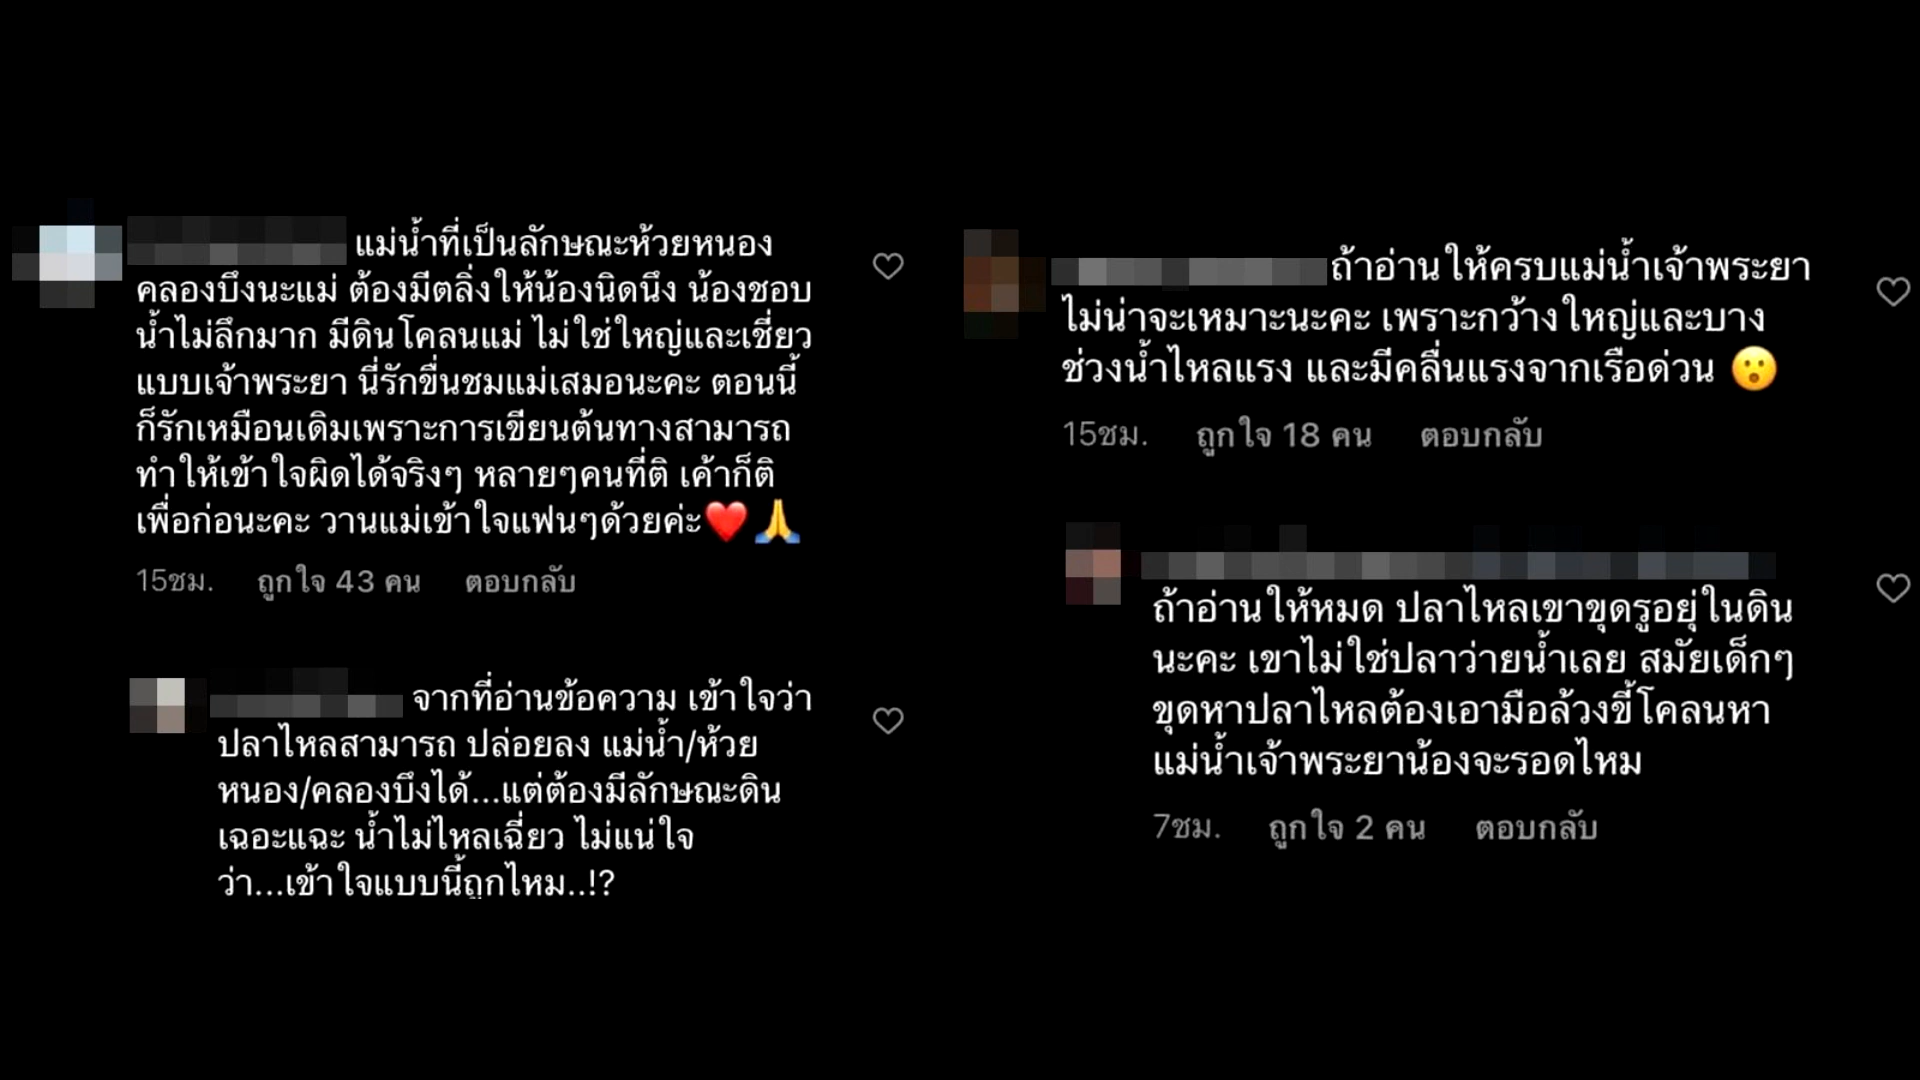 แม่น้ำที่เป็นลักษณะห้วยหนอง
คลองบึงนะแม่ ต้องมีตลิ่งให้น้องนิดนึง น้องชอบ
น้ำไม่ลึกมาก มีดินโคลนแม่ ไม่ใช่ใหญ่และเชี่ยว
แบบเจ้าพระยา นี่รักขื่นชมแม่เสมอนะคะ ตอนนี้
ก็รักเหมือนเดิมเพราะการเขียนต้นทางสามารถ
ทำให้เข้าใจผิดได้จริงๆ หลายๆคนที่ติ เค้าก็ติ
เพื่อก่อนะคะ วานแม่เข้าใจแฟนๆด้วยค่ะ❤️🙏
15ชม. ถูกใจ 43 คน ตอบกลับ
จากที่อ่านข้อความ เข้าใจว่า
ปลาไหลสามารถ ปล่อยลง แม่น้ำ/ห้วย
หนอง/คลองบึงได้...แต่ต้องมีลักษณะดิน
เฉอะแฉะ น้ำไม่ไหลเฉี่ยว ไม่แน่ใจ
ว่า...เข้าใจแบบนี้ถูกไหม..!?
ถ้าอ่านให้ครบแม่น้ำเจ้าพระยา
ไม่น่าจะเหมาะนะคะ เพราะกว้างใหญ่และบาง
ช่วงน้ำไหลแรง และมีคลื่นแรงจากเรือด่วน 😮
15ชม. ถูกใจ 18 คน ตอบกลับ
ถ้าอ่านให้หมด ปลาไหลเขาขุดรูอยู่ในดิน
นะคะ เขาไม่ใช่ปลาว่ายน้ำเลย สมัยเด็กๆ
ขุดหาปลาไหลต้องเอามือล้วงขี้โคลนหา
แม่น้ำเจ้าพระยาน้องจะรอดไหม
7ชม. ถูกใจ 2 คน ตอบกลับ